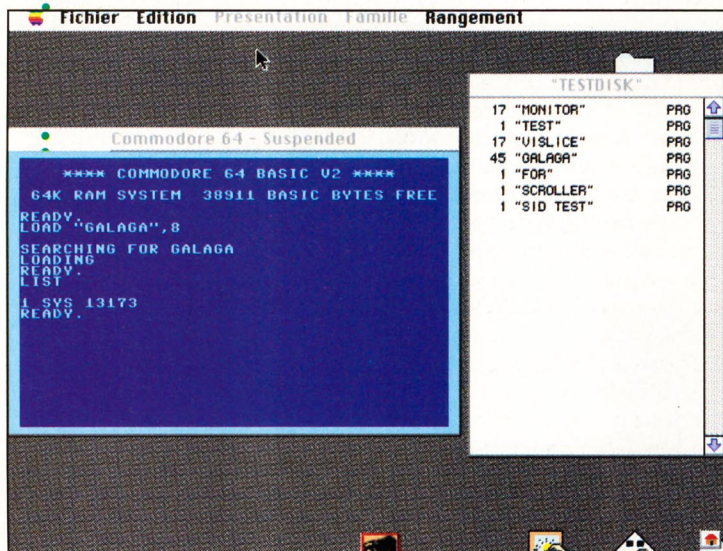 Fichier Edition Présentation Famille Rangement
Commodore 64 - Suspended
**** COMMODORE 64 BASIC V2 ****
64K RAM SYSTEM 38911 BASIC BYTES FREE
READY.
LOAD "GALAGA",8
SEARCHING FOR GALAGA
LOADING
READY.
LIST
1 SYS 13173
READY.
"TESTDISK"
17 "MONITOR" PRG
1 "TEST" PRG
17 "VISLICE" PRG
45 "GALAGA" PRG
1 "FOR" PRG
1 "SCROLLER" PRG
1 "SID TEST" PRG